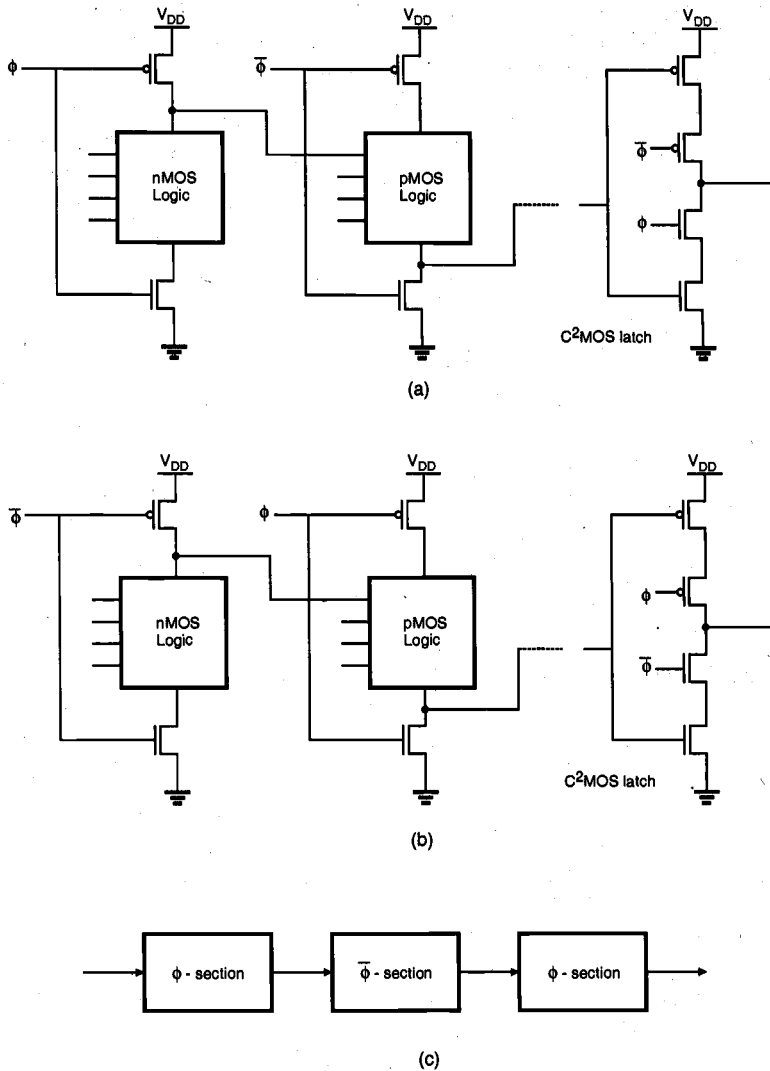 V_DD
V_DD
V_DD
ϕ
ϕ̅
nMOS
Logic
pMOS
Logic
ϕ̅
ϕ
C²MOS latch
(a)
V_DD
V_DD
V_DD
ϕ̅
ϕ
nMOS
Logic
pMOS
Logic
ϕ
ϕ̅
C²MOS latch
(b)
ϕ - section
ϕ̅ - section
ϕ - section
(c)